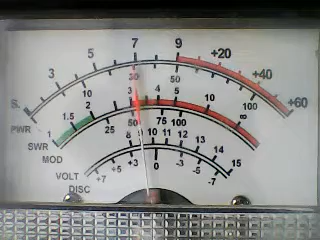 S. 3 5 7 9 +20 +40 +60
PWR 10 30 50 100
SWR 1 1.5 2 3 4 5 10 ∞
MOD 25 50 75 100
VOLT 8 9 10 11 12 13 14 15
DISC +7 +5 +3 0 -3 -5 -7